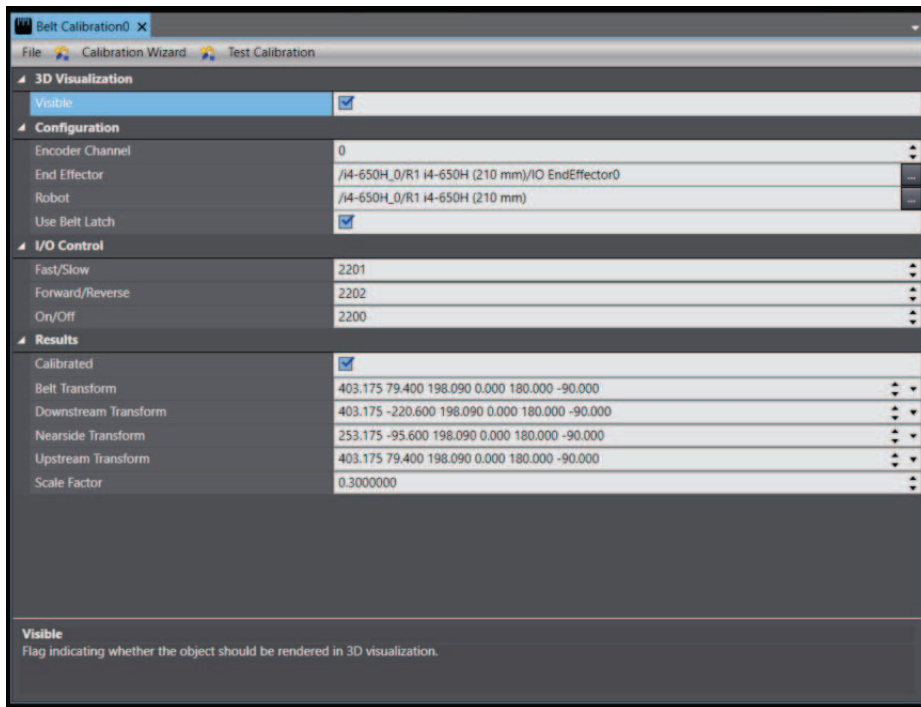 Belt Calibration0 X
File Calibration Wizard Test Calibration
3D Visualization
Visible
Configuration
Encoder Channel 0
End Effector /i4-650H_0/R1 i4-650H (210 mm)/IO EndEffector0 ...
Robot /i4-650H_0/R1 i4-650H (210 mm) ...
Use Belt Latch
I/O Control
Fast/Slow 2201
Forward/Reverse 2202
On/Off 2200
Results
Calibrated
Belt Transform 403.175 79.400 198.090 0.000 180.000 -90.000
Downstream Transform 403.175 -220.600 198.090 0.000 180.000 -90.000
Nearside Transform 253.175 -95.600 198.090 0.000 180.000 -90.000
Upstream Transform 403.175 79.400 198.090 0.000 180.000 -90.000
Scale Factor 0.3000000
Visible
Flag indicating whether the object should be rendered in 3D visualization.